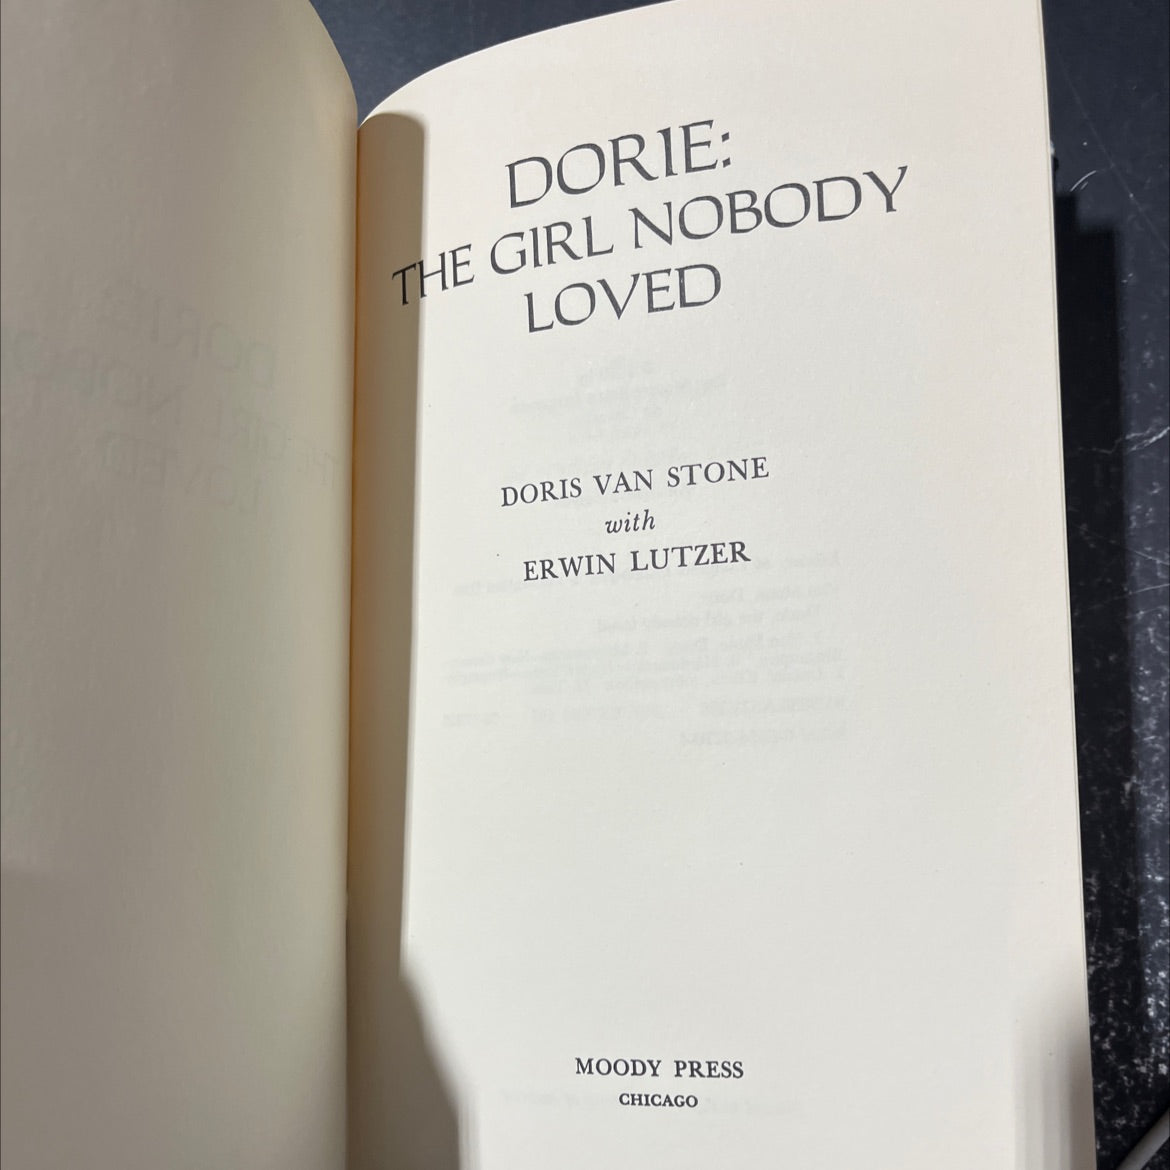 DORIE:
THE GIRL NOBODY
LOVED
DORIS VAN STONE
with
ERWIN LUTZER
MOODY PRESS
CHICAGO